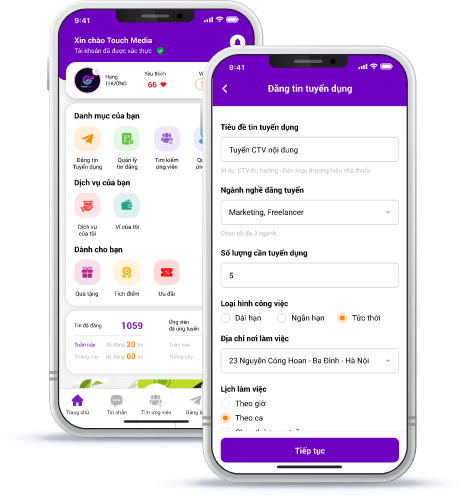 9:41
Xin chào Touch Media
Tài khoản đã được xác thực
Hạng:
THƯỜNG
Yêu thích
66
Danh mục của bạn
Đăng tin
Tuyển dụng
Quản lý
tin đăng
Tìm kiếm
ứng viên
Dịch vụ của bạn
Dịch vụ
của tôi
Ví của tôi
Dành cho bạn
Quà tặng
Tích điểm
Ưu đãi
Tin đã đăng
1059
Ứng viên
đã ứng tuyển
Tuần này
đã đăng 20 tin
Tuần này
Tháng này
đã đăng 60 tin
Tháng này
Trang chủ
Tin nhắn
Tìm ứng viên
9:41
Đăng tin tuyển dụng
Tiêu đề tin tuyển dụng
Tuyển CTV nội dung
Ví dụ: CTV thị trường - Dán logo thương hiệu nhà thuốc
Ngành nghề đăng tuyển
Marketing, Freelancer
Chọn tối đa 3 ngành
Số lượng cần tuyển dụng
5
Loại hình công việc
Dài hạn
Ngắn hạn
Tức thời
Địa chỉ nơi làm việc
23 Nguyễn Công Hoan - Ba Đình - Hà Nội
Lịch làm việc
Theo giờ
Theo ca
Tiếp tục